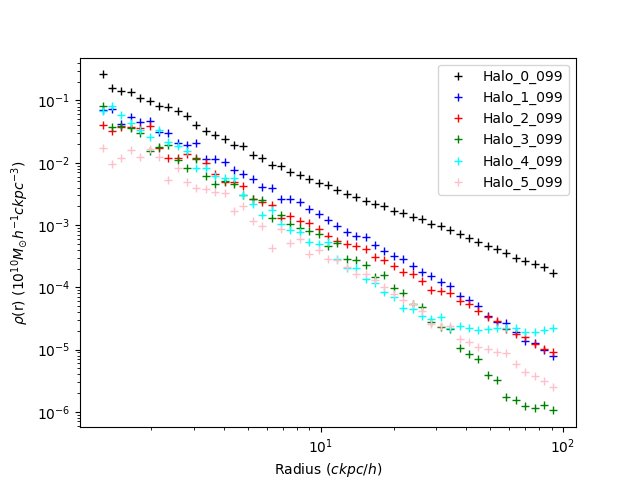 Halo_0_099
Halo_1_099
Halo_2_099
Halo_3_099
Halo_4_099
Halo_5_099
10⁻¹
10⁻²
10⁻³
10⁻⁴
10⁻⁵
10⁻⁶
ρ(r) (10¹⁰M⊙h⁻¹ckpc⁻³)
10¹
10²
Radius (ckpc/h)